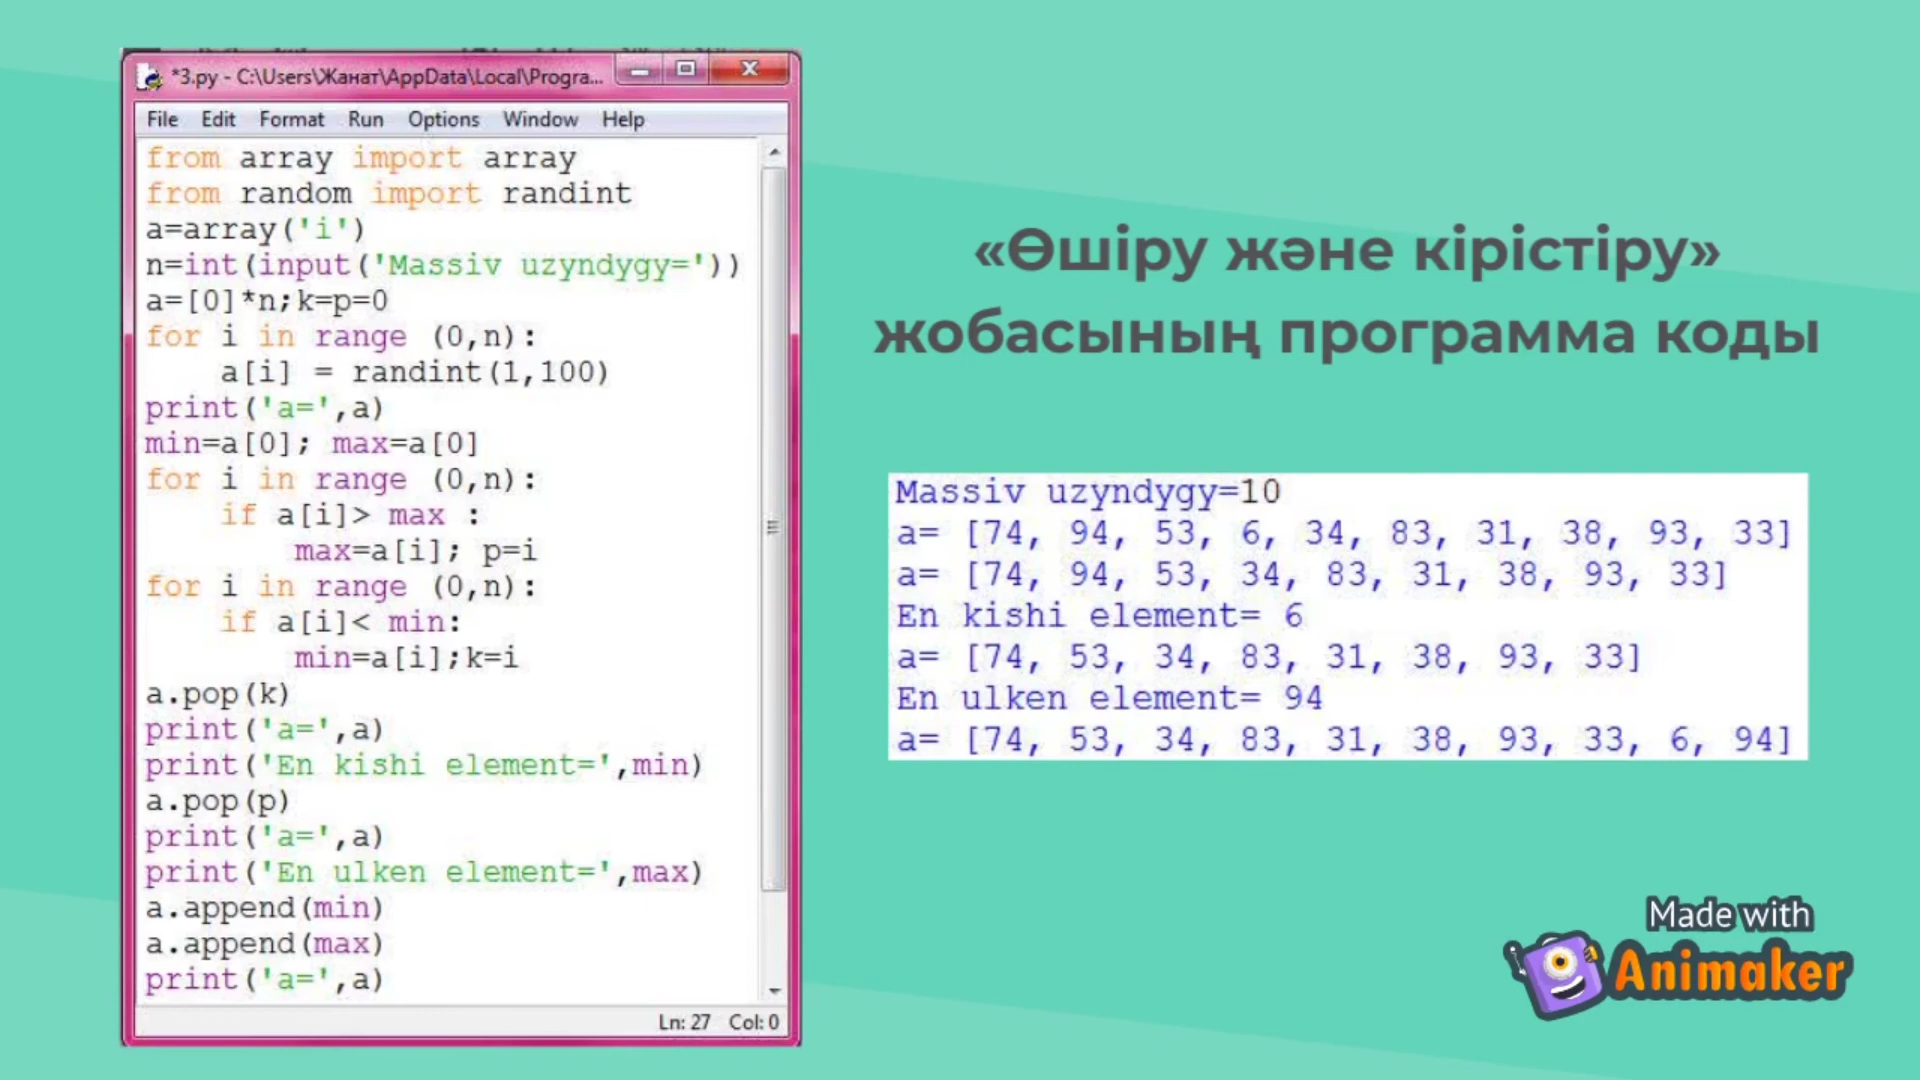 *3.py - C:\Users\Жанат\AppData\Local\Progra...
File Edit Format Run Options Window Help
from array import array
from random import randint
a=array('i')
n=int(input('Massiv uzyndygy='))
a=[0]*n;k=p=0
for i in range (0,n):
    a[i] = randint(1,100)
print('a=',a)
min=a[0]; max=a[0]
for i in range (0,n):
    if a[i]> max :
        max=a[i]; p=i
for i in range (0,n):
    if a[i]< min:
        min=a[i];k=i
a.pop(k)
print('a=',a)
print('En kishi element=',min)
a.pop(p)
print('a=',a)
print('En ulken element=',max)
a.append(min)
a.append(max)
print('a=',a)
Ln: 27 Col: 0
«Өшіру және кірістіру»
жобасының программа коды
Massiv uzyndygy=10
a= [74, 94, 53, 6, 34, 83, 31, 38, 93, 33]
a= [74, 94, 53, 34, 83, 31, 38, 93, 33]
En kishi element= 6
a= [74, 53, 34, 83, 31, 38, 93, 33]
En ulken element= 94
a= [74, 53, 34, 83, 31, 38, 93, 33, 6, 94]
Made with
Animaker